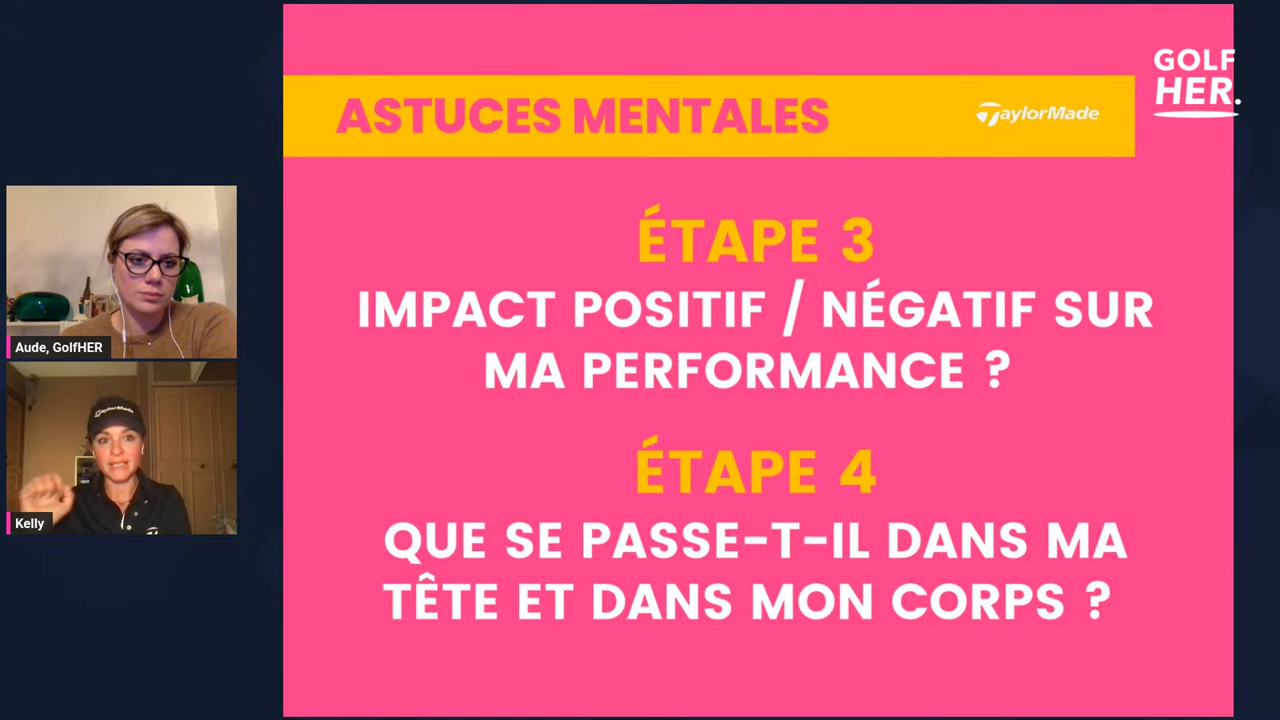 GOLF
HER.
ASTUCES MENTALES
TaylorMade
ÉTAPE 3
IMPACT POSITIF / NÉGATIF SUR
MA PERFORMANCE ?
ÉTAPE 4
QUE SE PASSE-T-IL DANS MA
TÊTE ET DANS MON CORPS ?
Aude, GolfHER
TaylorMade
Kelly